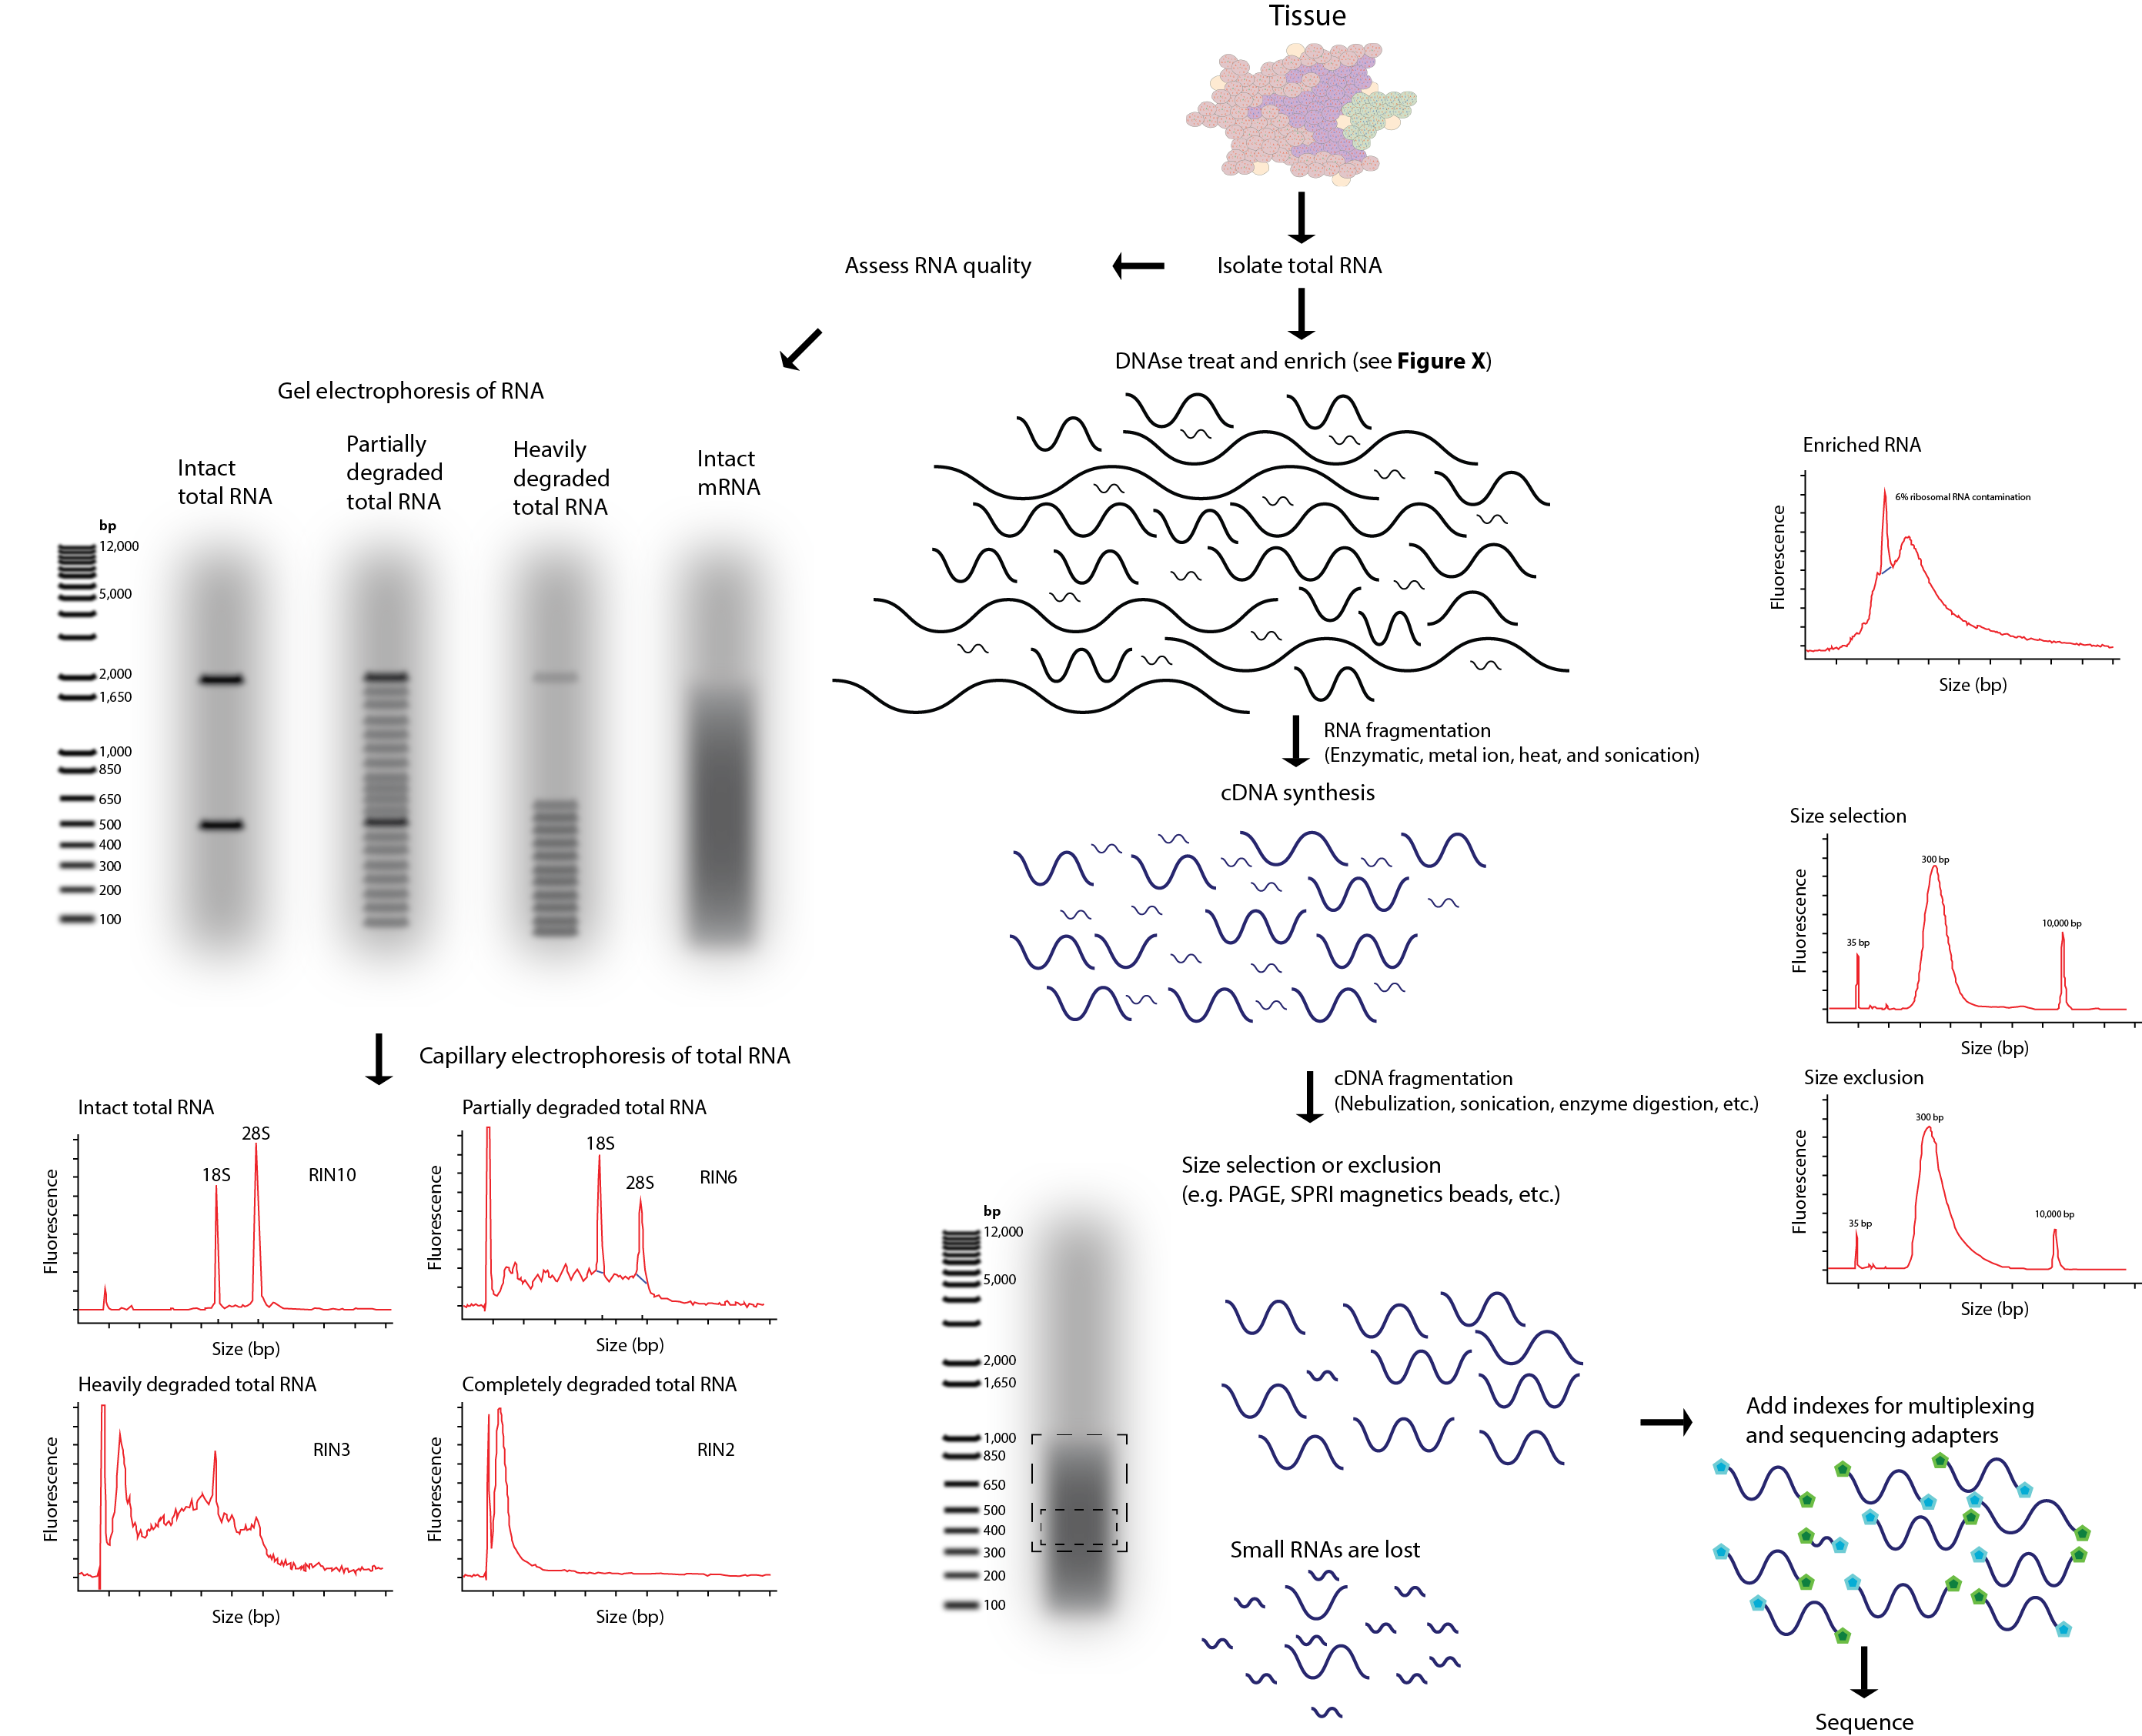 Tissue
Assess RNA quality
Isolate total RNA
DNAse treat and enrich (see Figure X)
Gel electrophoresis of RNA
Intact
total RNA
Partially
degraded
total RNA
Heavily
degraded
total RNA
Intact
mRNA
bp
12,000
5,000
2,000
1,650
1,000
850
650
500
400
300
200
100
Enriched RNA
6% ribosomal RNA contamination
Fluorescence
Size (bp)
RNA fragmentation
(Enzymatic, metal ion, heat, and sonication)
cDNA synthesis
Size selection
300 bp
35 bp
10,000 bp
Fluorescence
Size (bp)
cDNA fragmentation
(Nebulization, sonication, enzyme digestion, etc.)
Size exclusion
300 bp
35 bp
10,000 bp
Fluorescence
Size (bp)
Capillary electrophoresis of total RNA
Intact total RNA
28S
18S
RIN10
Fluorescence
Size (bp)
Partially degraded total RNA
18S
28S
RIN6
Fluorescence
Size (bp)
Heavily degraded total RNA
RIN3
Fluorescence
Size (bp)
Completely degraded total RNA
RIN2
Fluorescence
Size (bp)
Size selection or exclusion
(e.g. PAGE, SPRI magnetics beads, etc.)
bp
12,000
5,000
2,000
1,650
1,000
850
650
500
400
300
200
100
Small RNAs are lost
Add indexes for multiplexing
and sequencing adapters
Sequence